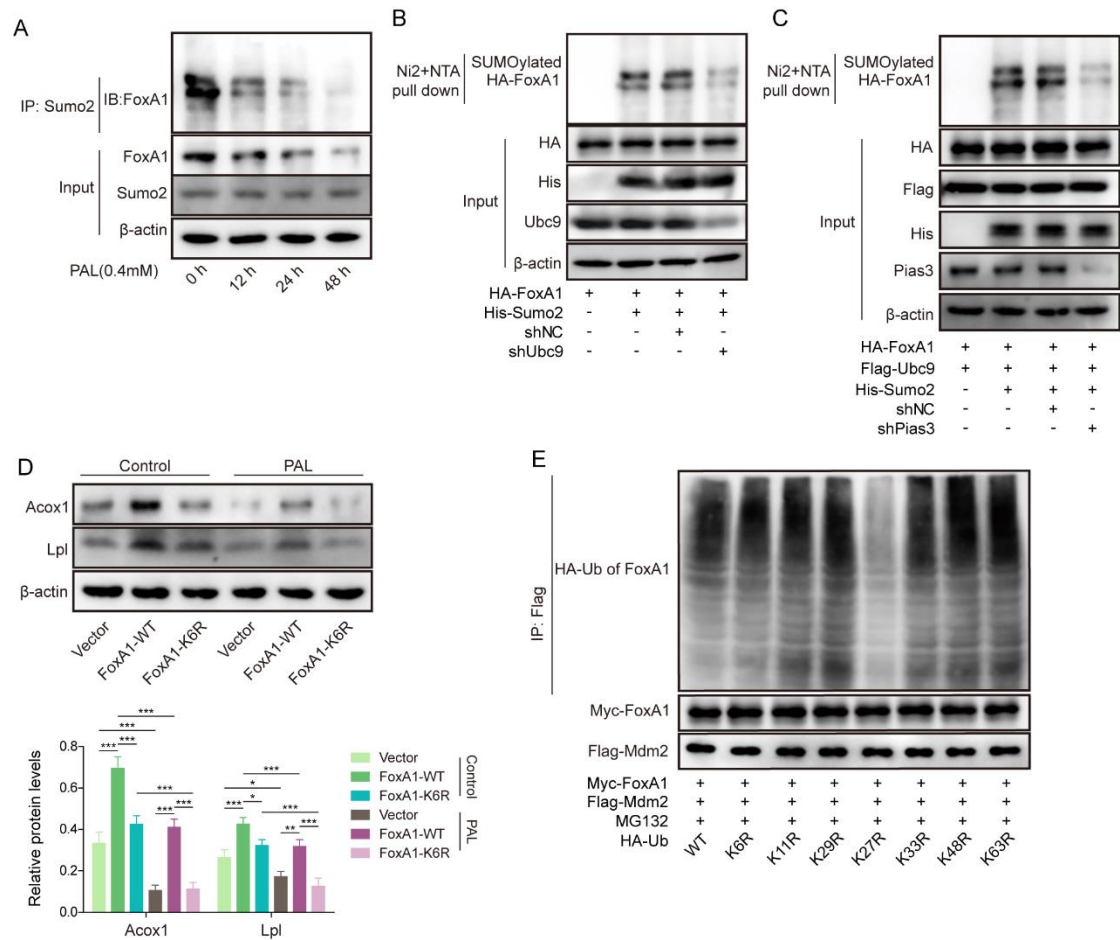 A
IP: Sumo2
IB:FoxA1
Input
FoxA1
Sumo2
β-actin
PAL(0.4mM)
0 h
12 h
24 h
48 h
B
Ni2+NTA
pull down
SUMOylated
HA-FoxA1
Input
HA
His
Ubc9
β-actin
HA-FoxA1 + + + +
His-Sumo2 - + + +
shNC - - + -
shUbc9 - - - +
C
Ni2+NTA
pull down
SUMOylated
HA-FoxA1
Input
HA
Flag
His
Pias3
β-actin
HA-FoxA1 + + + +
Flag-Ubc9 + + + +
His-Sumo2 - + + +
shNC - - + -
shPias3 - - - +
D
Control PAL
Acox1
Lpl
β-actin
Vector
FoxA1-WT
FoxA1-K6R
Vector
FoxA1-WT
FoxA1-K6R
Relative protein levels
0.8
0.6
0.4
0.2
0.0
***
***
*** ***
***
*** ***
***
*
*** *
***
** ***
Acox1 Lpl
Vector
FoxA1-WT
FoxA1-K6R
Control
Vector
FoxA1-WT
FoxA1-K6R
PAL
E
IP: Flag
HA-Ub of FoxA1
Myc-FoxA1
Flag-Mdm2
Myc-FoxA1 + + + + + + + +
Flag-Mdm2 + + + + + + + +
MG132 + + + + + + + +
HA-Ub WT K6R K11R K29R K27R K33R K48R K63R